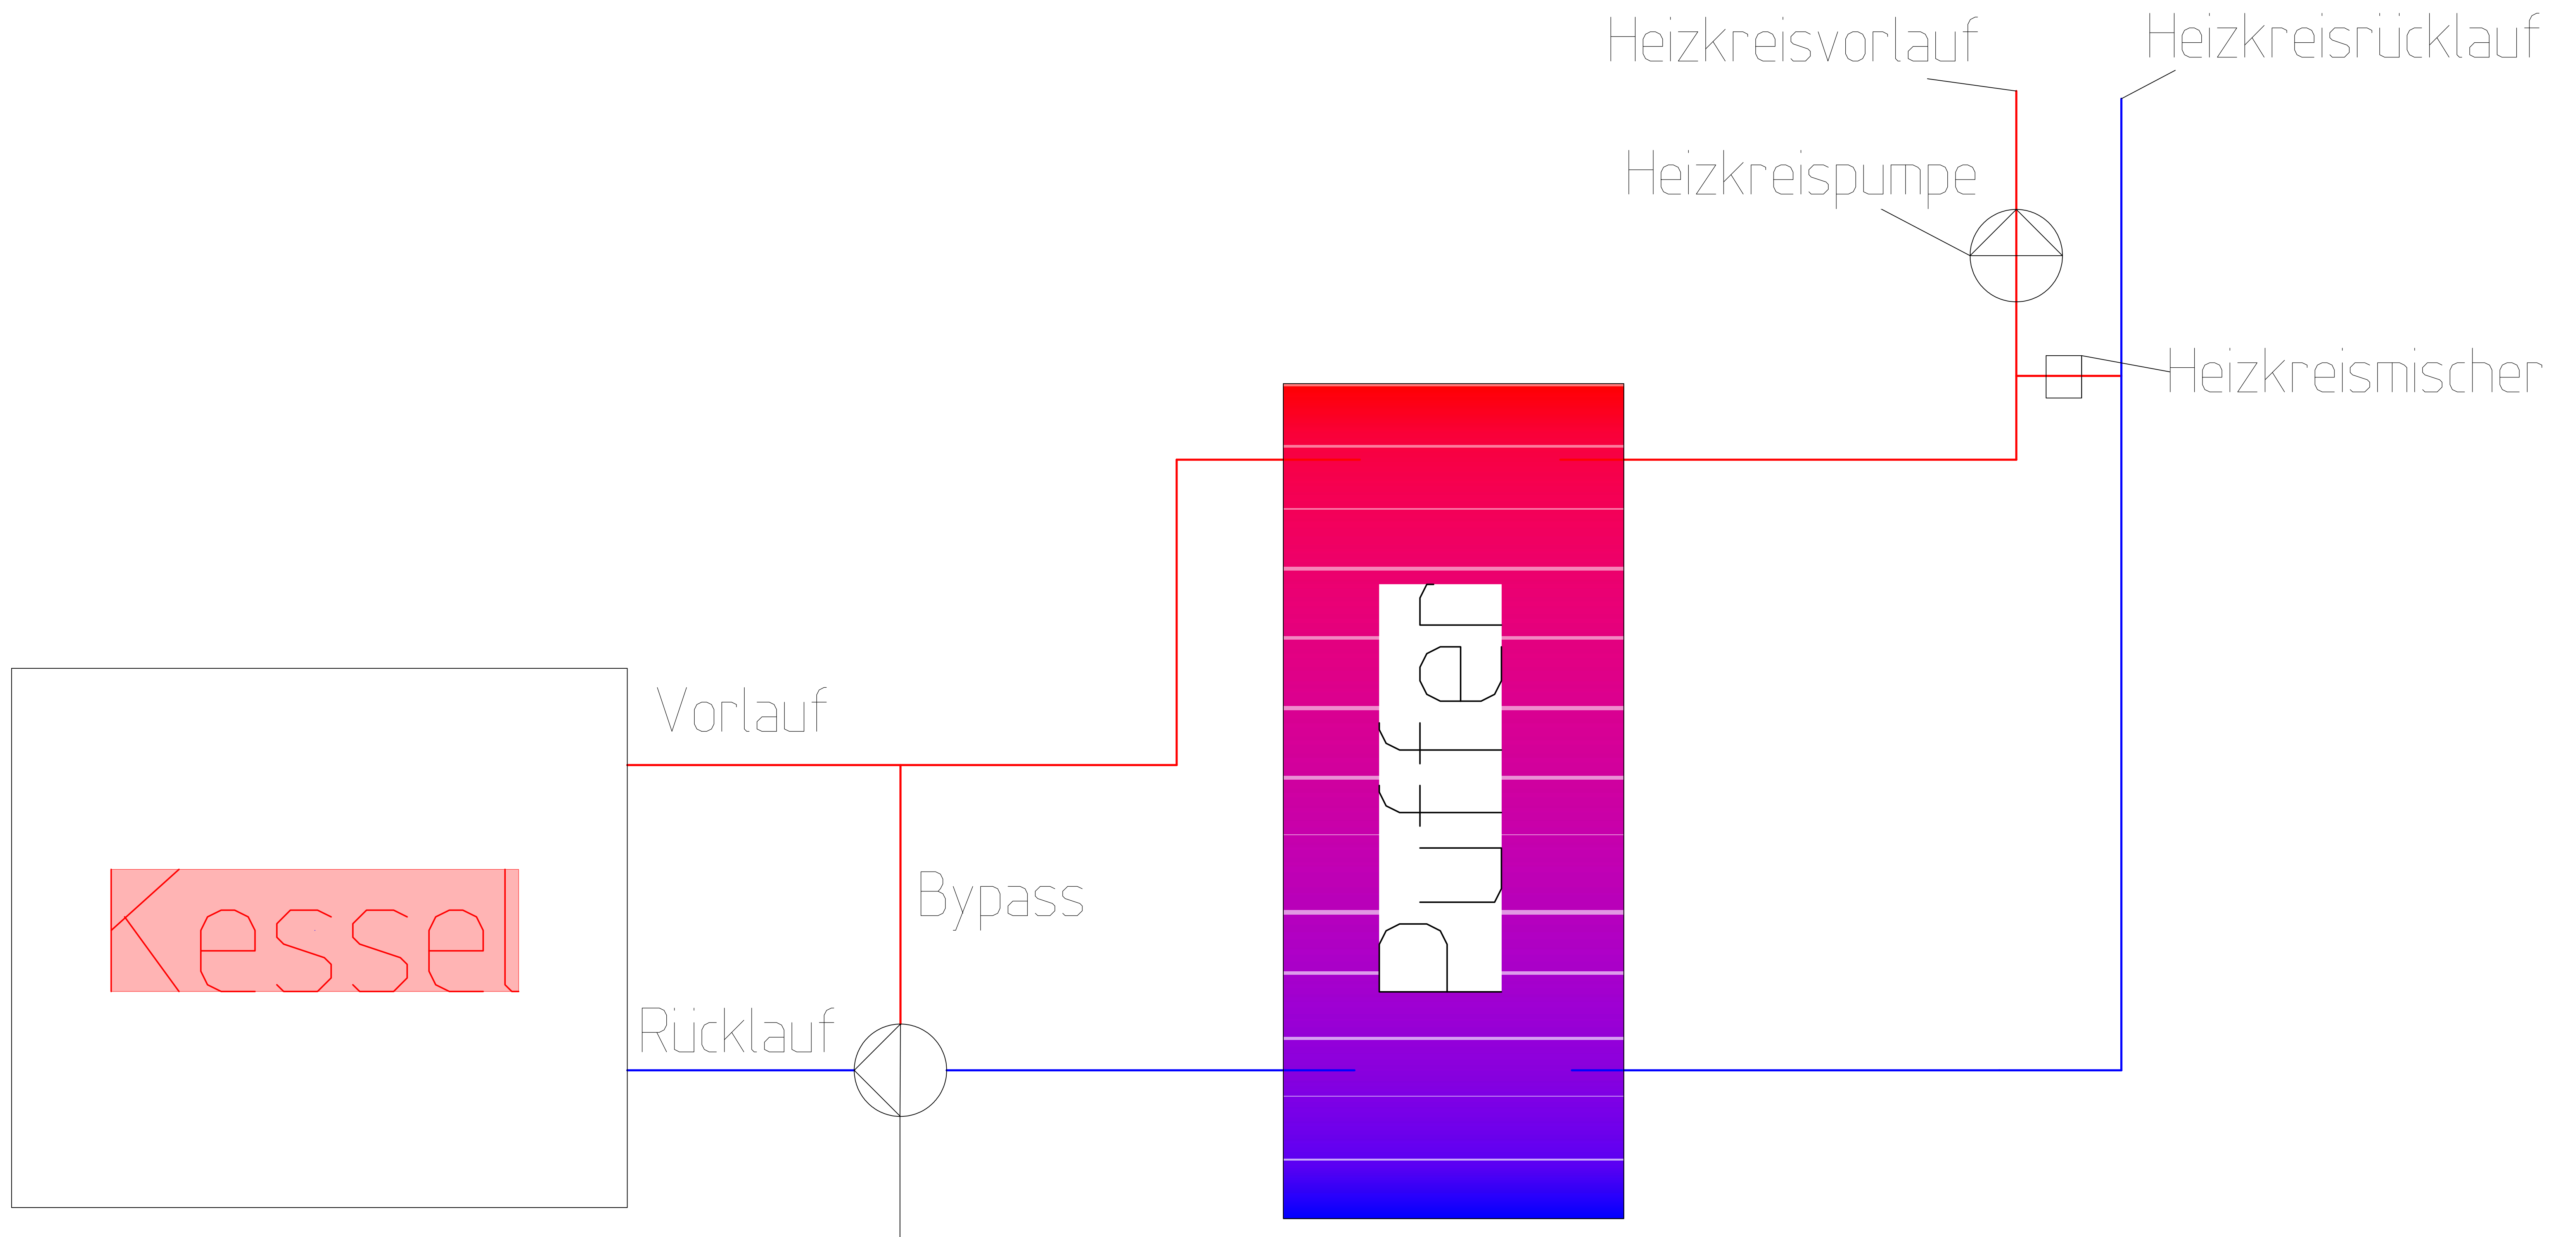 Heizkreisvorlauf
Heizkreisrücklauf
Heizkreispumpe
Heizkreismischer
Puffer
Vorlauf
Kessel
Bypass
Rücklauf